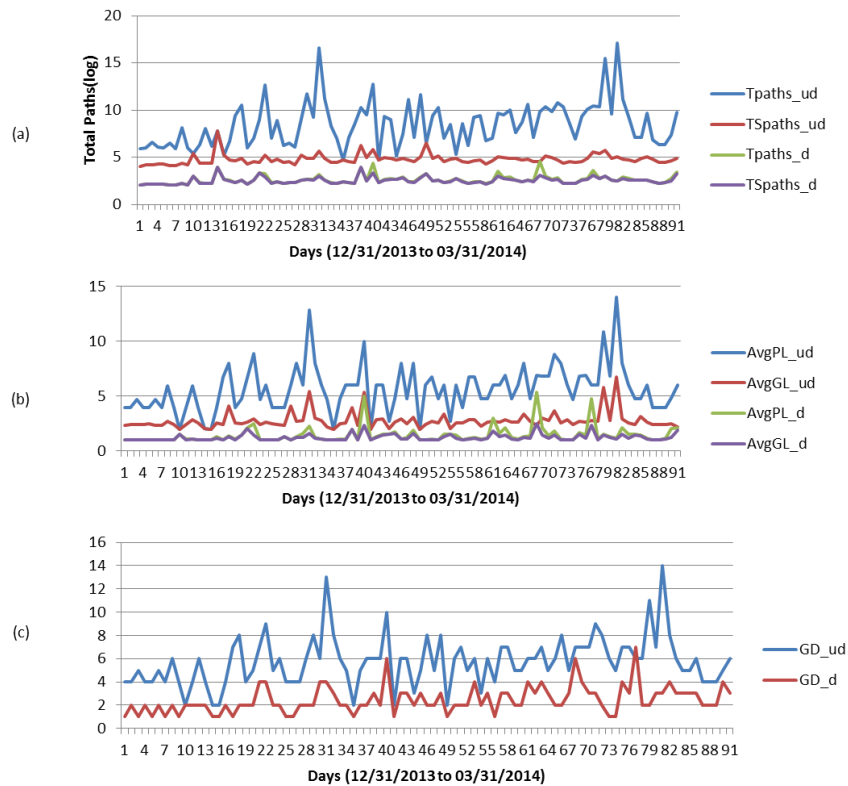 (a)
Total Paths(log)
20
15
10
5
0
1 4 7 10 13 16 19 22 25 28 31 34 37 40 43 46 49 52 55 58 61 64 67 70 73 76 79 82 85 88 91
Days (12/31/2013 to 03/31/2014)
Tpaths_ud
TSpaths_ud
Tpaths_d
TSpaths_d
(b)
15
10
5
0
1 4 7 10 13 16 19 22 25 28 31 34 37 40 43 46 49 52 55 58 61 64 67 70 73 76 79 82 85 88 91
Days (12/31/2013 to 03/31/2014)
AvgPL_ud
AvgGL_ud
AvgPL_d
AvgGL_d
(c)
16
14
12
10
8
6
4
2
0
1 4 7 10 13 16 19 22 25 28 31 34 37 40 43 46 49 52 55 58 61 64 67 70 73 76 79 82 85 88 91
Days (12/31/2013 to 03/31/2014)
GD_ud
GD_d